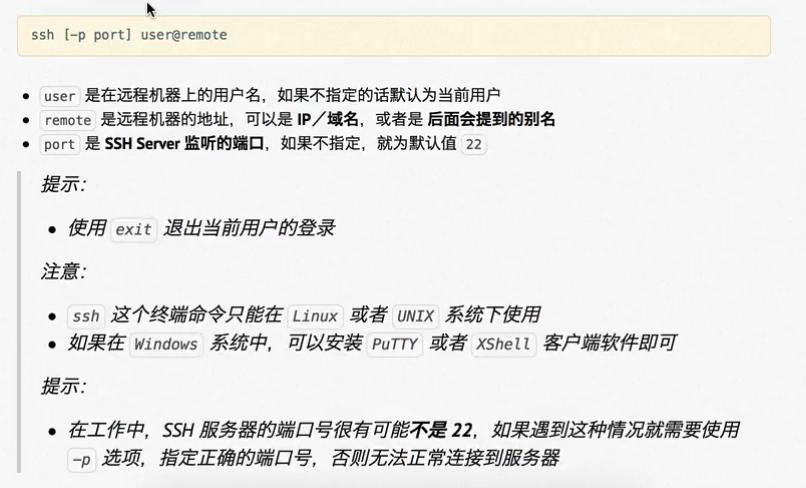 ssh [-p port] user@remote
user 是在远程机器上的用户名，如果不指定的话默认为当前用户
remote 是远程机器的地址，可以是 IP／域名，或者是 后面会提到的别名
port 是 SSH Server 监听的端口，如果不指定，就为默认值 22
提示：
使用 exit 退出当前用户的登录
注意：
ssh 这个终端命令只能在 Linux 或者 UNIX 系统下使用
如果在 Windows 系统中，可以安装 PuTTY 或者 XShell 客户端软件即可
提示：
在工作中，SSH 服务器的端口号很有可能不是 22，如果遇到这种情况就需要使用
-p 选项，指定正确的端口号，否则无法正常连接到服务器